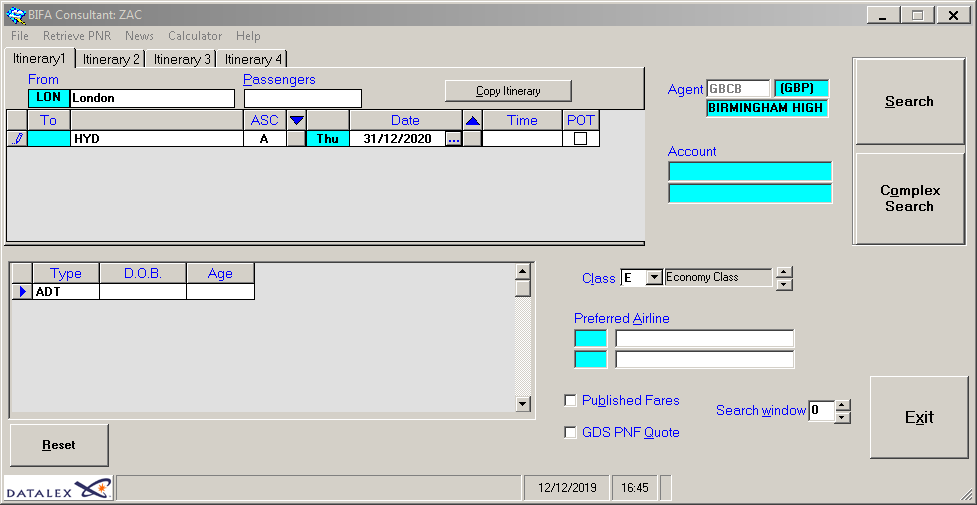 BIFA Consultant: ZAC
File Retrieve PNR News Calculator Help
Itinerary1 Itinerary 2 Itinerary 3 Itinerary 4
From Passengers
LON London
Copy Itinerary
To ASC Date Time POT
HYD A Thu 31/12/2020 ...
Agent GBCB (GBP)
BIRMINGHAM HIGH
Account
Search
Complex
Search
Type D.O.B. Age
ADT
Class E Economy Class
Preferred Airline
Published Fares
GDS PNF Quote
Search window 0
Exit
Reset
DATALEX
12/12/2019 16:45